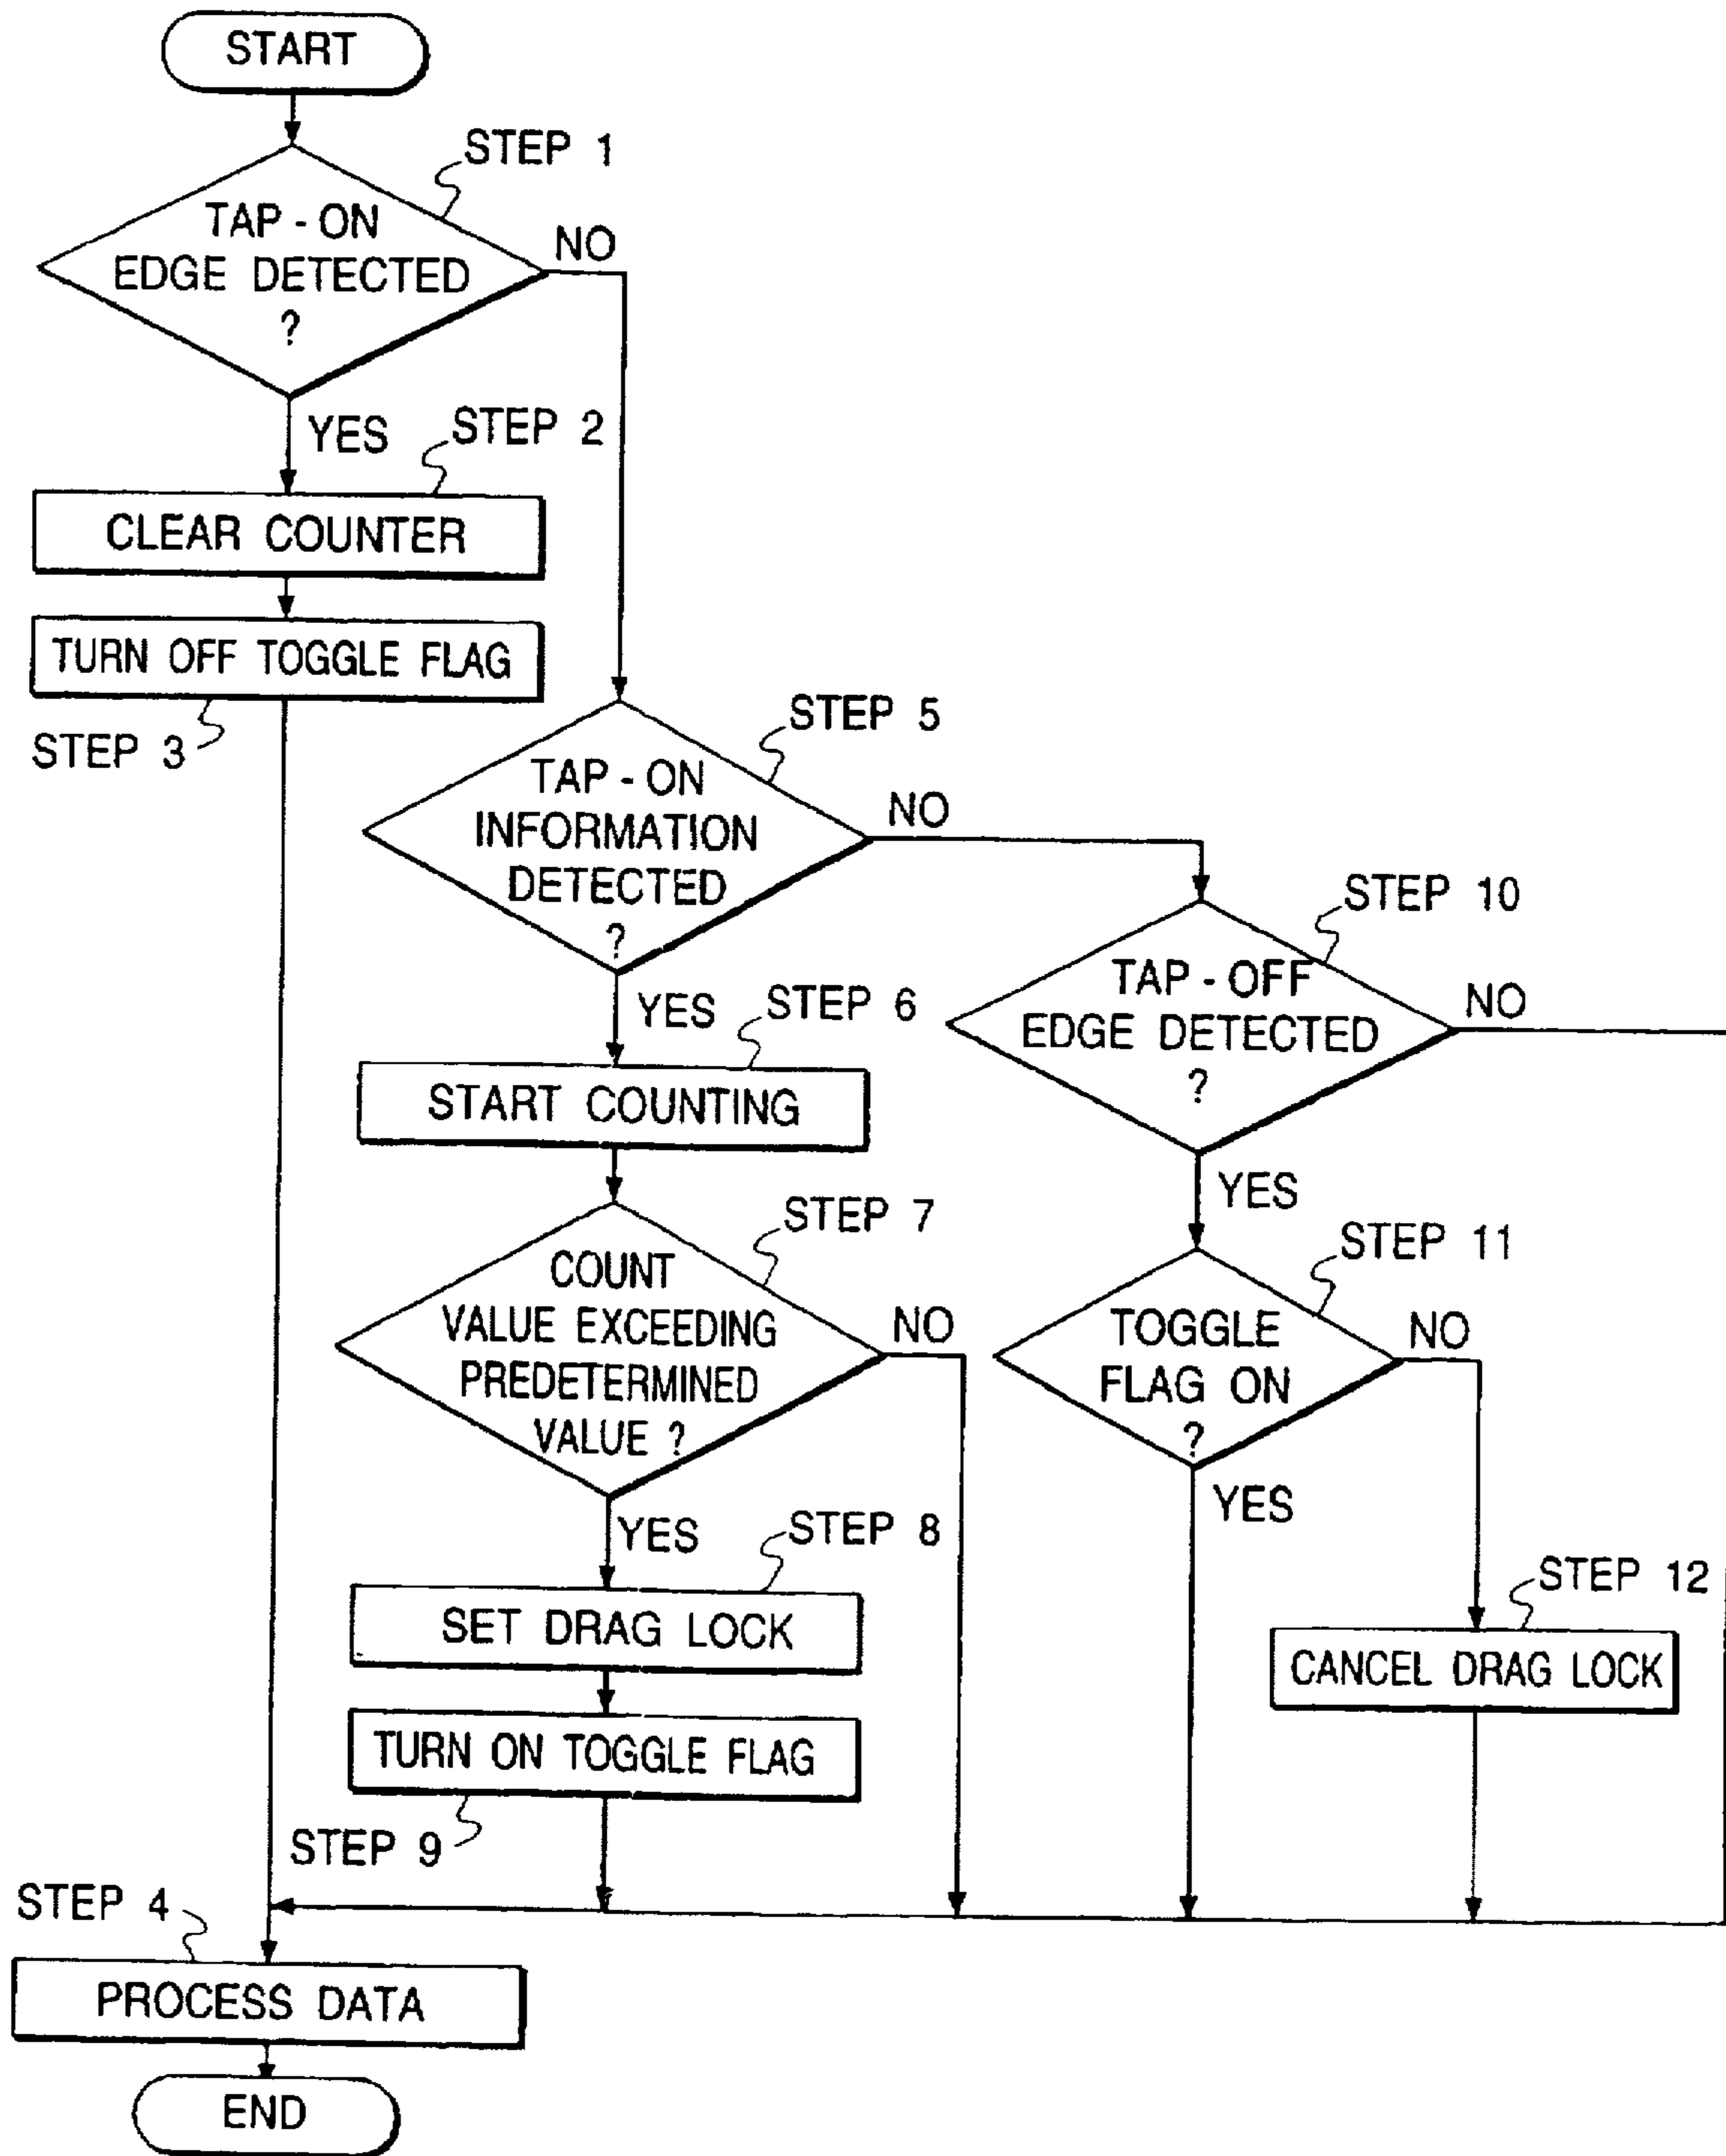 START
STEP 1
TAP - ON
EDGE DETECTED
?
NO
YES
STEP 2
CLEAR COUNTER
TURN OFF TOGGLE FLAG
STEP 3
STEP 5
TAP - ON
INFORMATION
DETECTED
?
NO
YES
STEP 6
START COUNTING
STEP 7
COUNT
VALUE EXCEEDING
PREDETERMINED
VALUE ?
NO
YES
STEP 8
SET DRAG LOCK
TURN ON TOGGLE FLAG
STEP 9
STEP 10
TAP - OFF
EDGE DETECTED
?
NO
YES
STEP 11
TOGGLE
FLAG ON
?
NO
YES
STEP 12
CANCEL DRAG LOCK
STEP 4
PROCESS DATA
END